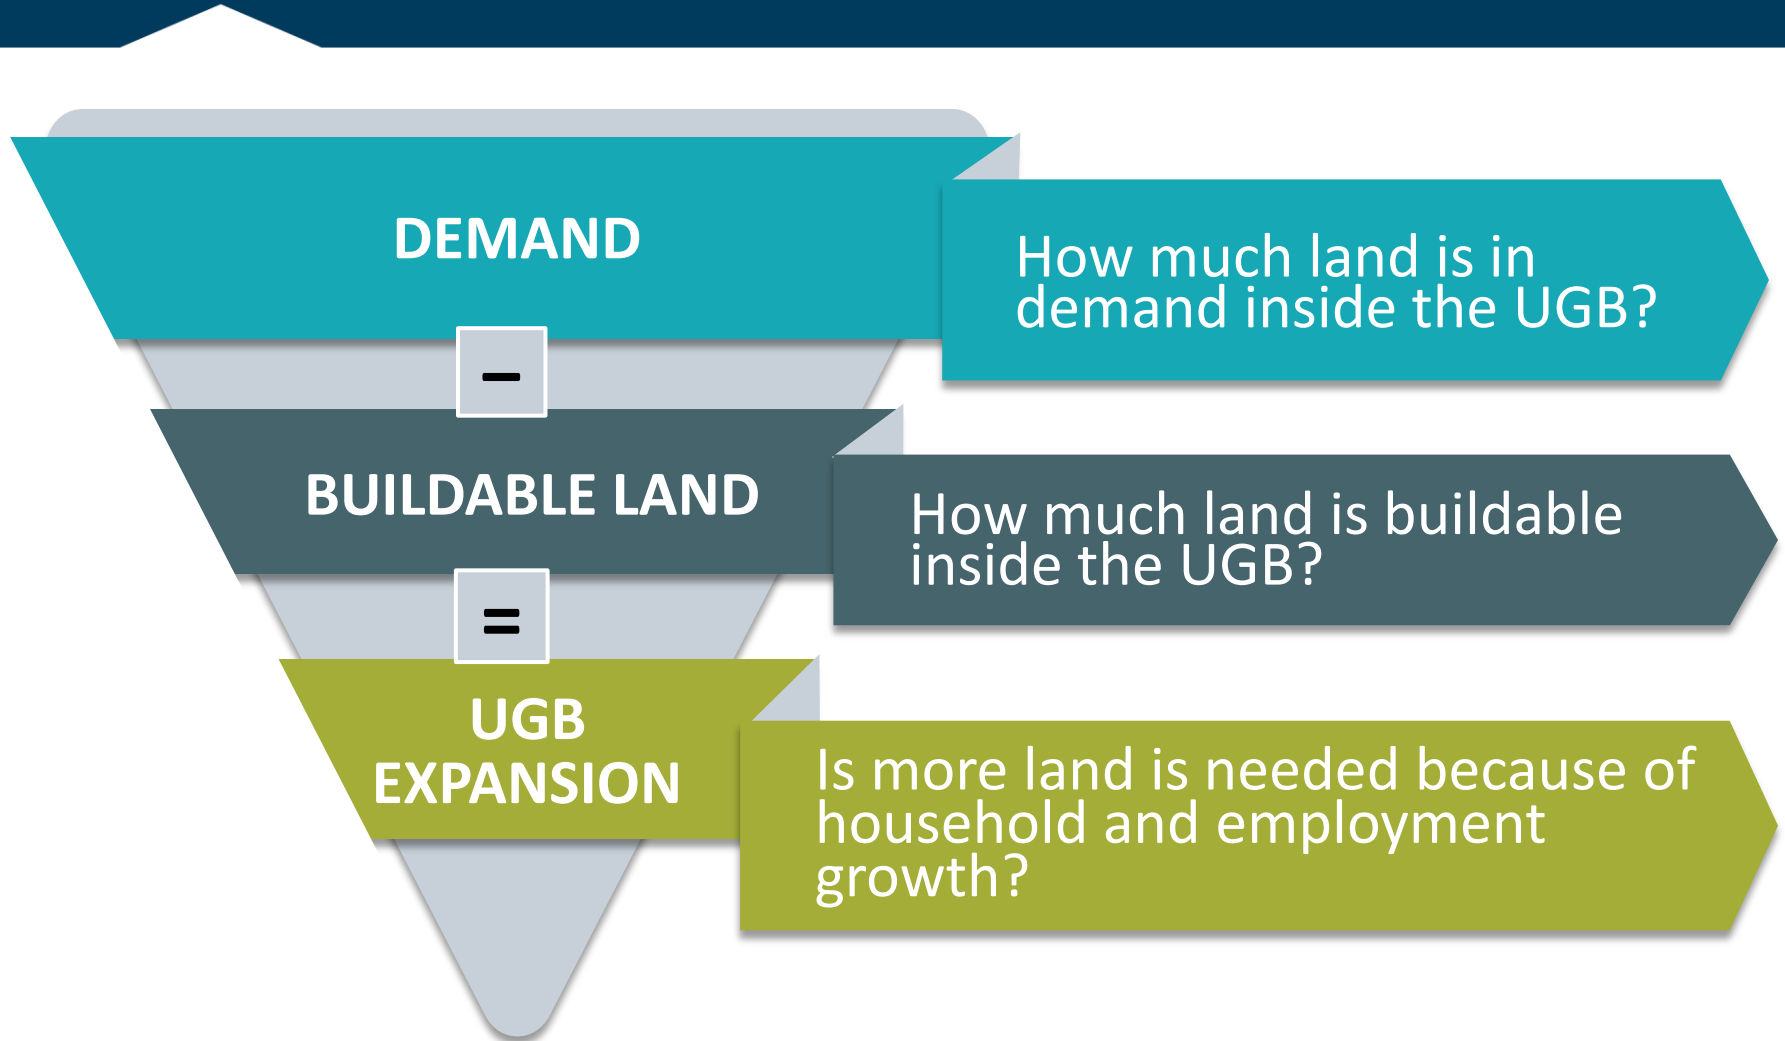 DEMAND
How much land is in
demand inside the UGB?
–
BUILDABLE LAND
How much land is buildable
inside the UGB?
=
UGB
EXPANSION
Is more land is needed because of
household and employment
growth?